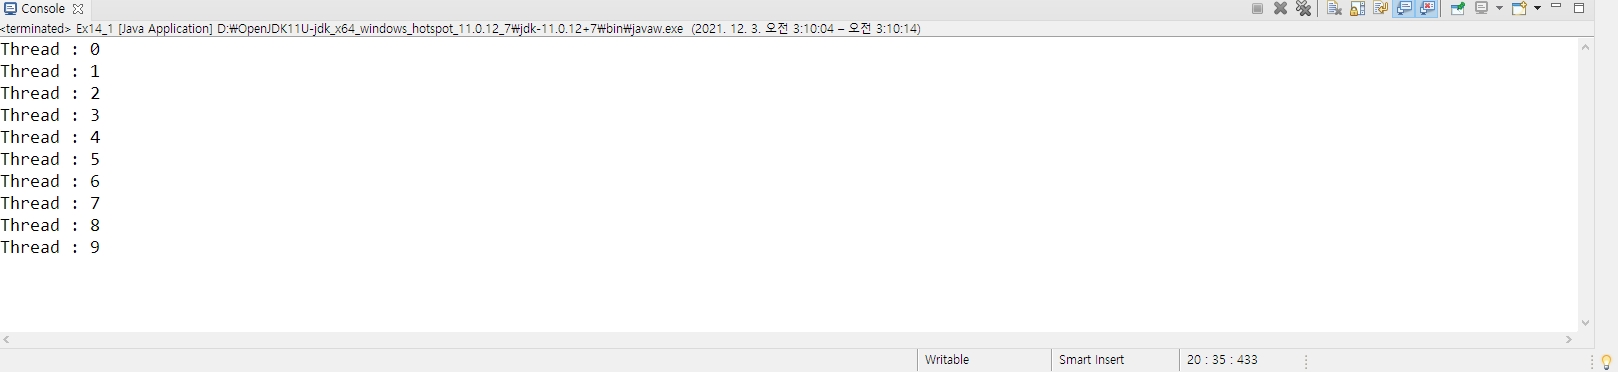 Console
<terminated> Ex14_1 [Java Application] D:₩OpenJDK11U-jdk_x64_windows_hotspot_11.0.12_7₩jdk-11.0.12+7₩bin₩javaw.exe (2021. 12. 3. 오전 3:10:04 – 오전 3:10:14)
Thread : 0
Thread : 1
Thread : 2
Thread : 3
Thread : 4
Thread : 5
Thread : 6
Thread : 7
Thread : 8
Thread : 9
Writable
Smart Insert
20 : 35 : 433